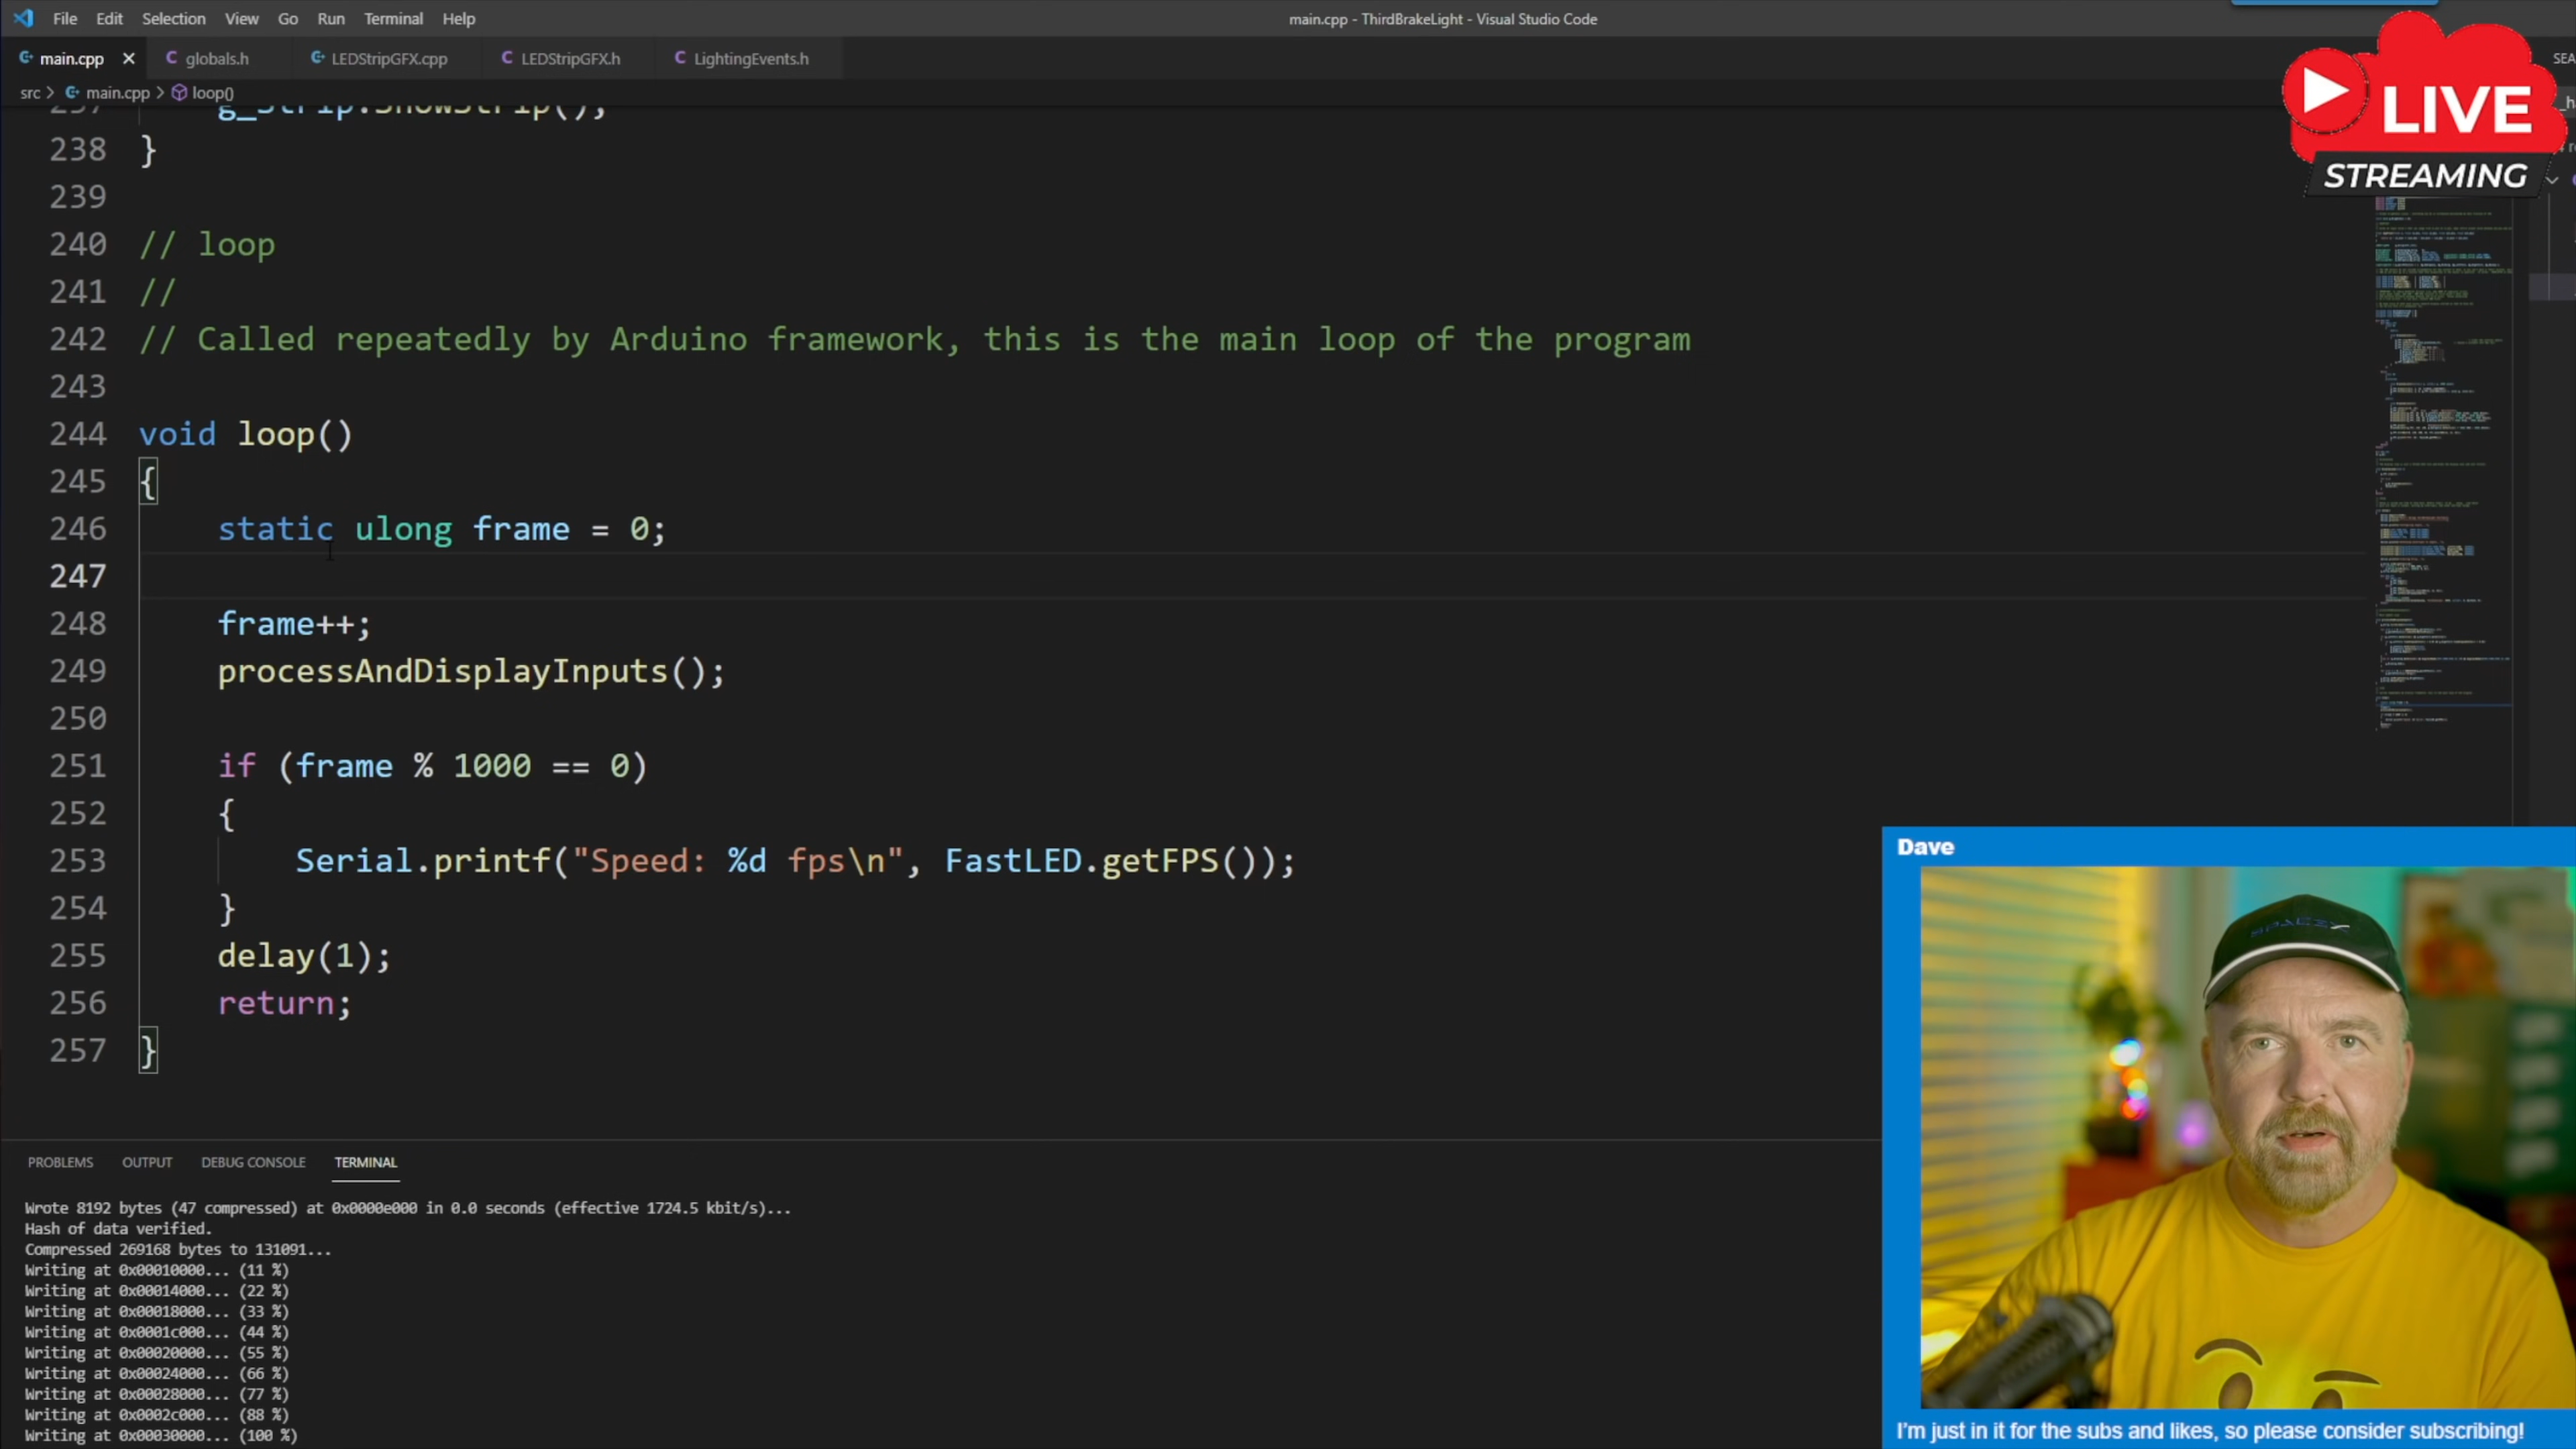 File Edit Selection View Go Run Terminal Help
main.cpp - ThirdBrakeLight - Visual Studio Code
main.cpp globals.h LEDStripGFX.cpp LEDStripGFX.h LightingEvents.h
SEA
src > main.cpp > loop()
LIVE
STREAMING
237 g_Strip.ShowStrip();
238 }
239
240 // loop
241 //
242 // Called repeatedly by Arduino framework, this is the main loop of the program
243
244 void loop()
245 {
246 static ulong frame = 0;
247
248 frame++;
249 processAndDisplayInputs();
250
251 if (frame % 1000 == 0)
252 {
253 Serial.printf("Speed: %d fps\n", FastLED.getFPS());
254 }
255 delay(1);
256 return;
257 }
PROBLEMS OUTPUT DEBUG CONSOLE TERMINAL
Wrote 8192 bytes (47 compressed) at 0x0000e000 in 0.0 seconds (effective 1724.5 kbit/s)...
Hash of data verified.
Compressed 269168 bytes to 131091...
Writing at 0x00010000... (11 %)
Writing at 0x00014000... (22 %)
Writing at 0x00018000... (33 %)
Writing at 0x0001c000... (44 %)
Writing at 0x00020000... (55 %)
Writing at 0x00024000... (66 %)
Writing at 0x00028000... (77 %)
Writing at 0x0002c000... (88 %)
Writing at 0x00030000... (100 %)
Dave
SPACEX
I'm just in it for the subs and likes, so please consider subscribing!